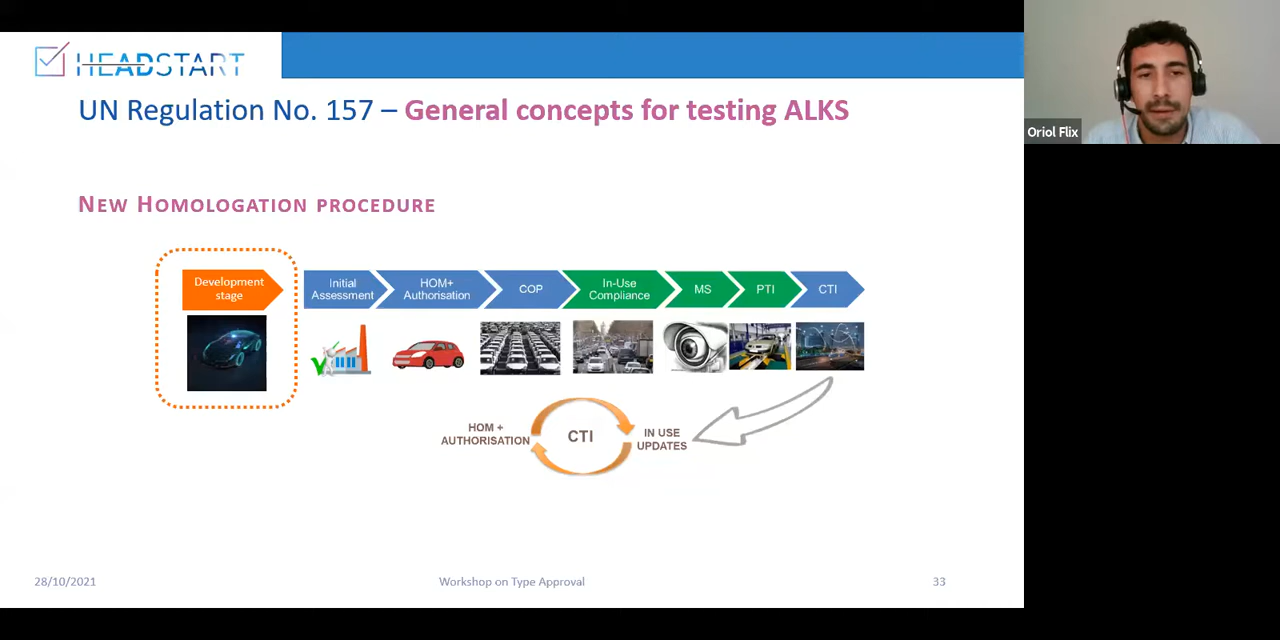 HEADSTART
Oriol Flix
UN Regulation No. 157 – General concepts for testing ALKS
NEW HOMOLOGATION PROCEDURE
Development
stage
Initial
Assessment
HOM+
Authorisation
COP
In-Use
Compliance
MS
PTI
CTI
HOM +
AUTHORISATION
CTI
IN USE
UPDATES
28/10/2021
Workshop on Type Approval
33